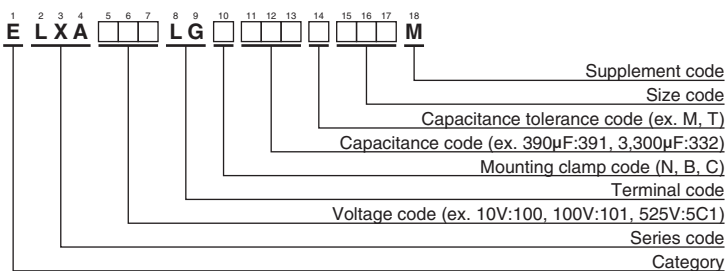 1 2 3 4 5 6 7 8 9 10 11 12 13 14 15 16 17 18
E L X A □□□ L G □ □□□ □ □□□ M
Supplement code
Size code
Capacitance tolerance code (ex. M, T)
Capacitance code (ex. 390µF:391, 3,300µF:332)
Mounting clamp code (N, B, C)
Terminal code
Voltage code (ex. 10V:100, 100V:101, 525V:5C1)
Series code
Category